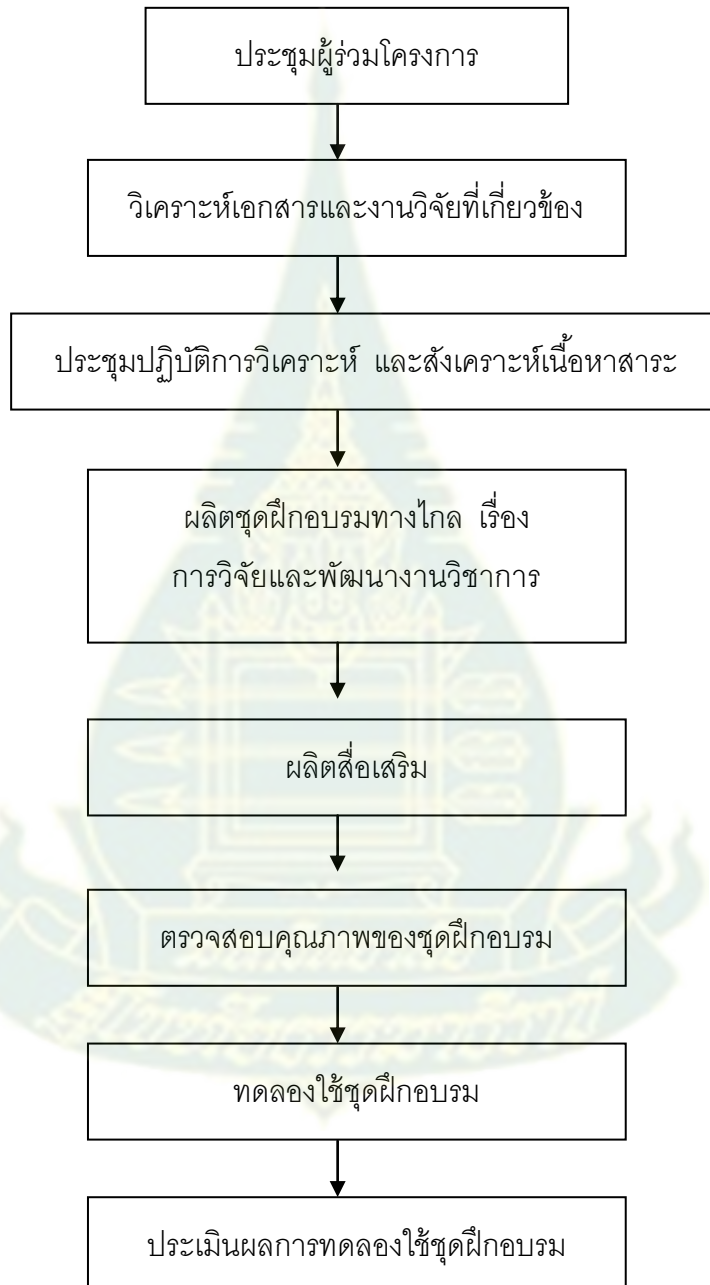 ประชุมผู้ร่วมโครงการ
วิเคราะห์เอกสารและงานวิจัยที่เกี่ยวข้อง
ประชุมปฏิบัติการวิเคราะห์ และสังเคราะห์เนื้อหาสาระ
ผลิตชุดฝึกอบรมทางไกล เรื่อง
การวิจัยและพัฒนางานวิชาการ
ผลิตสื่อเสริม
ตรวจสอบคุณภาพของชุดฝึกอบรม
ทดลองใช้ชุดฝึกอบรม
ประเมินผลการทดลองใช้ชุดฝึกอบรม